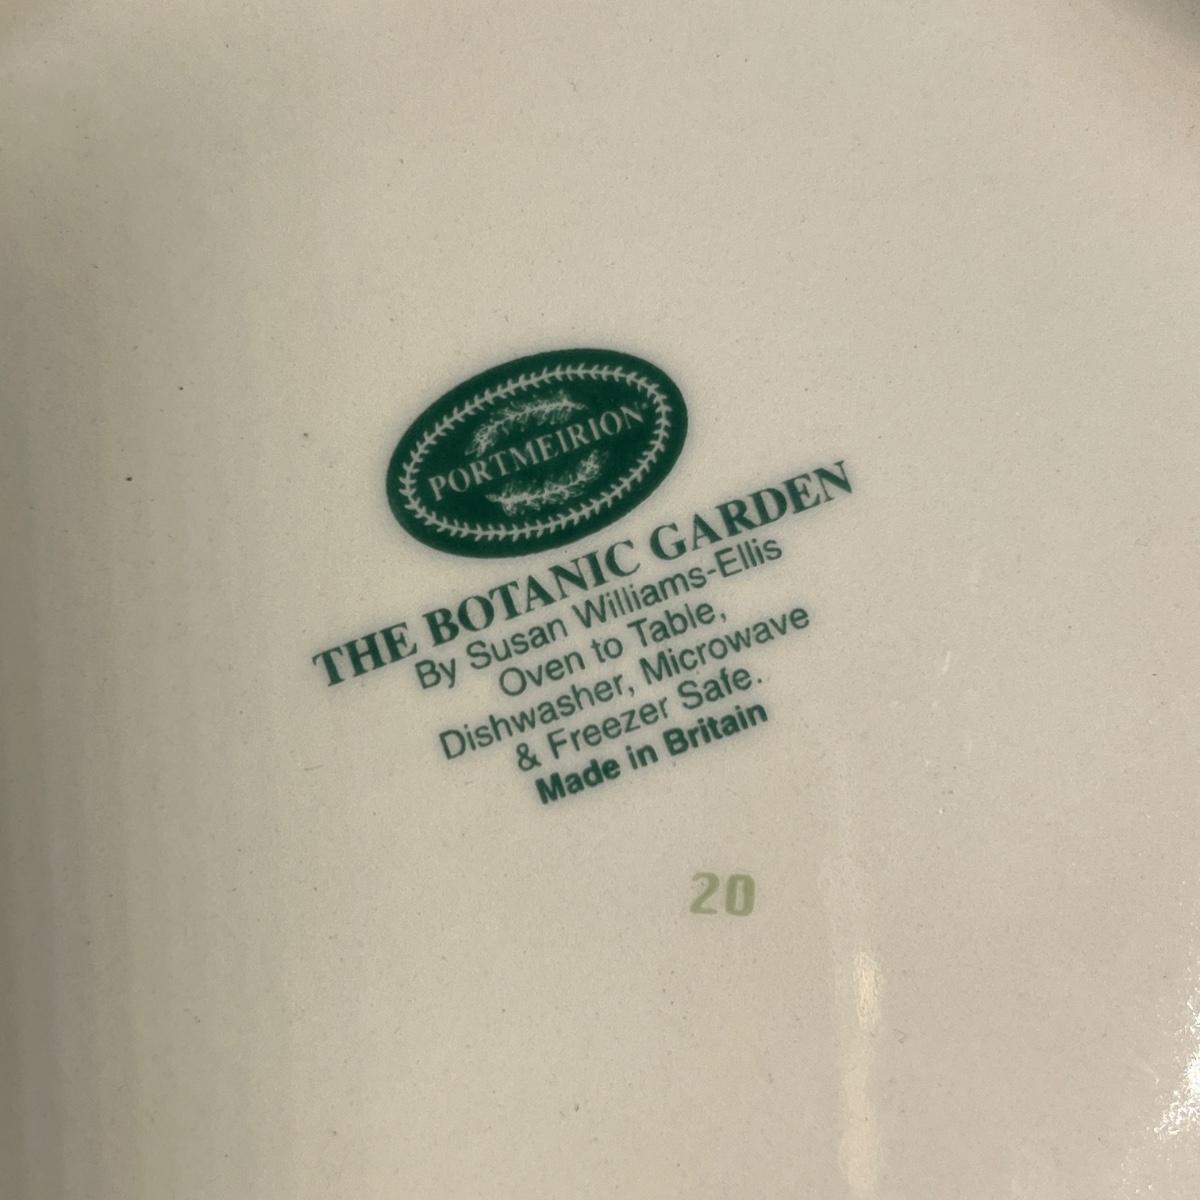 PORTMEIRION®
THE BOTANIC GARDEN
By Susan Williams-Ellis
Oven to Table,
Dishwasher, Microwave
& Freezer Safe.
Made in Britain
20